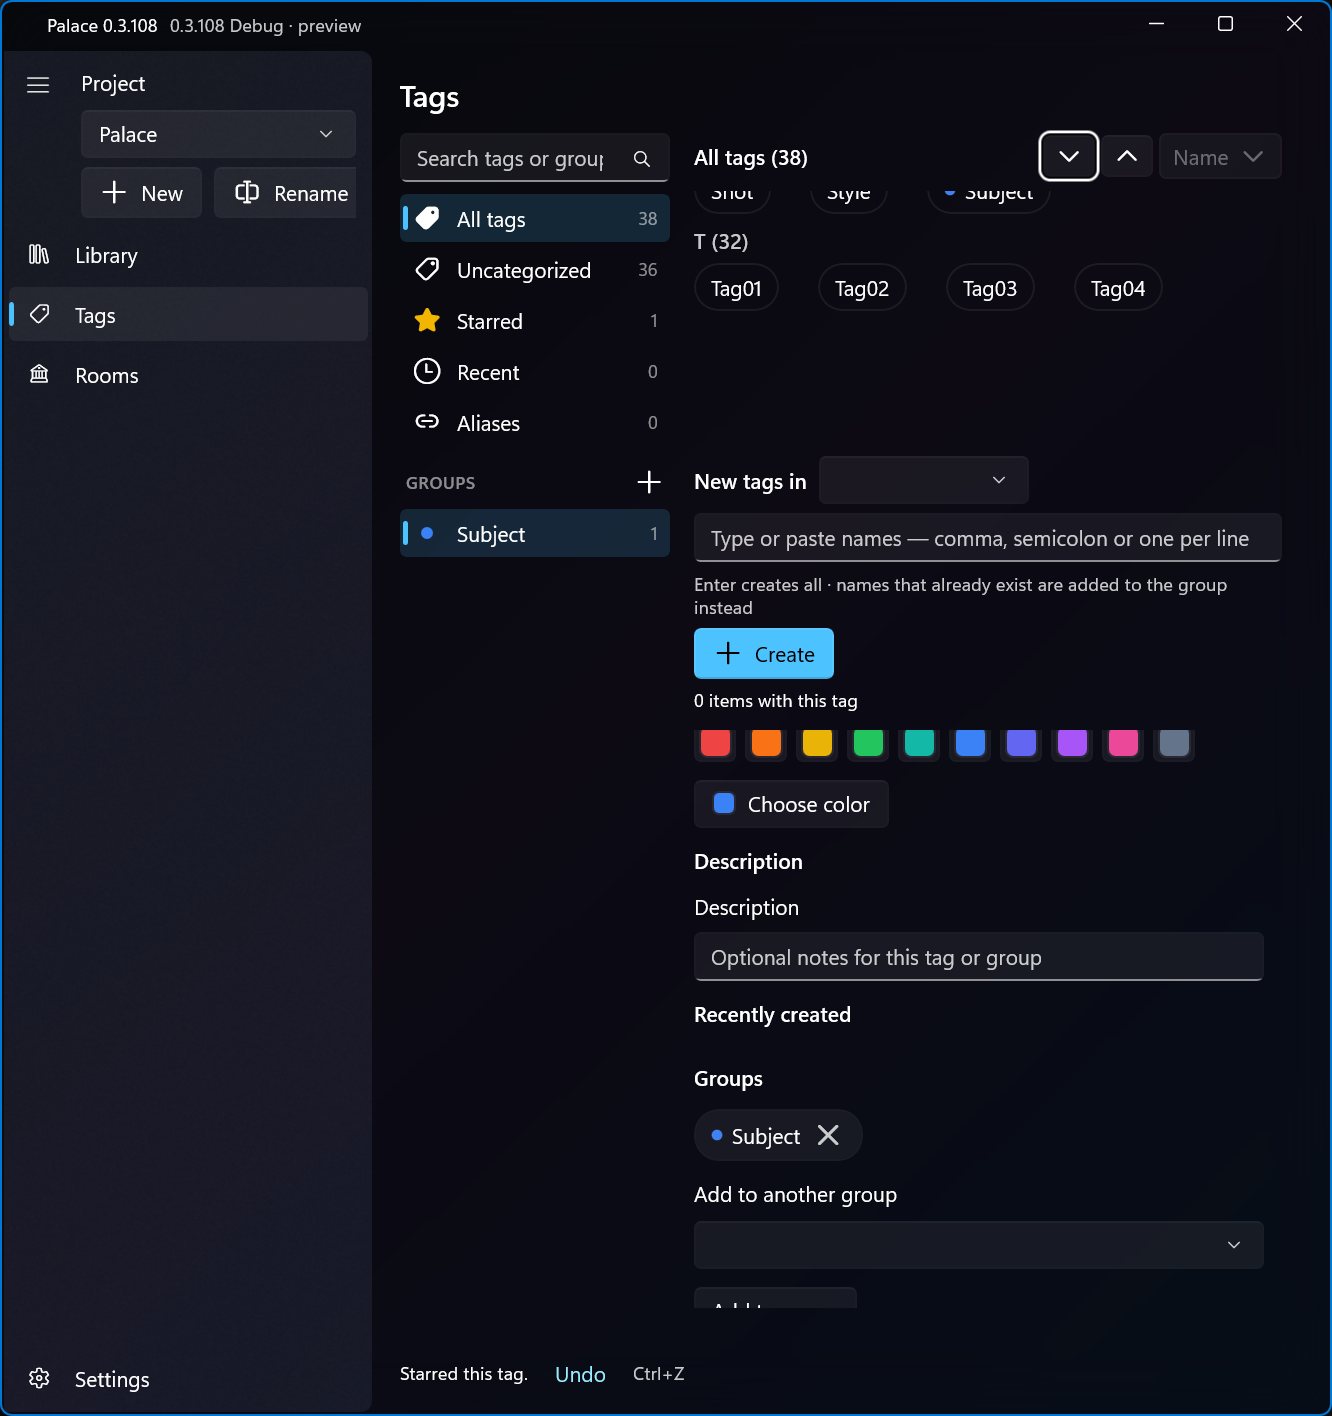 Palace 0.3.108 0.3.108 Debug · preview
Project
Palace
New
Rename
Library
Tags
Rooms
Settings
Tags
Search tags or group
All tags 38
Uncategorized 36
Starred 1
Recent 0
Aliases 0
GROUPS
Subject 1
All tags (38)
Name
Shot Style Subject
T (32)
Tag01 Tag02 Tag03 Tag04
New tags in
Type or paste names — comma, semicolon or one per line
Enter creates all · names that already exist are added to the group
instead
Create
0 items with this tag
Choose color
Description
Description
Optional notes for this tag or group
Recently created
Groups
Subject
Add to another group
Starred this tag. Undo Ctrl+Z